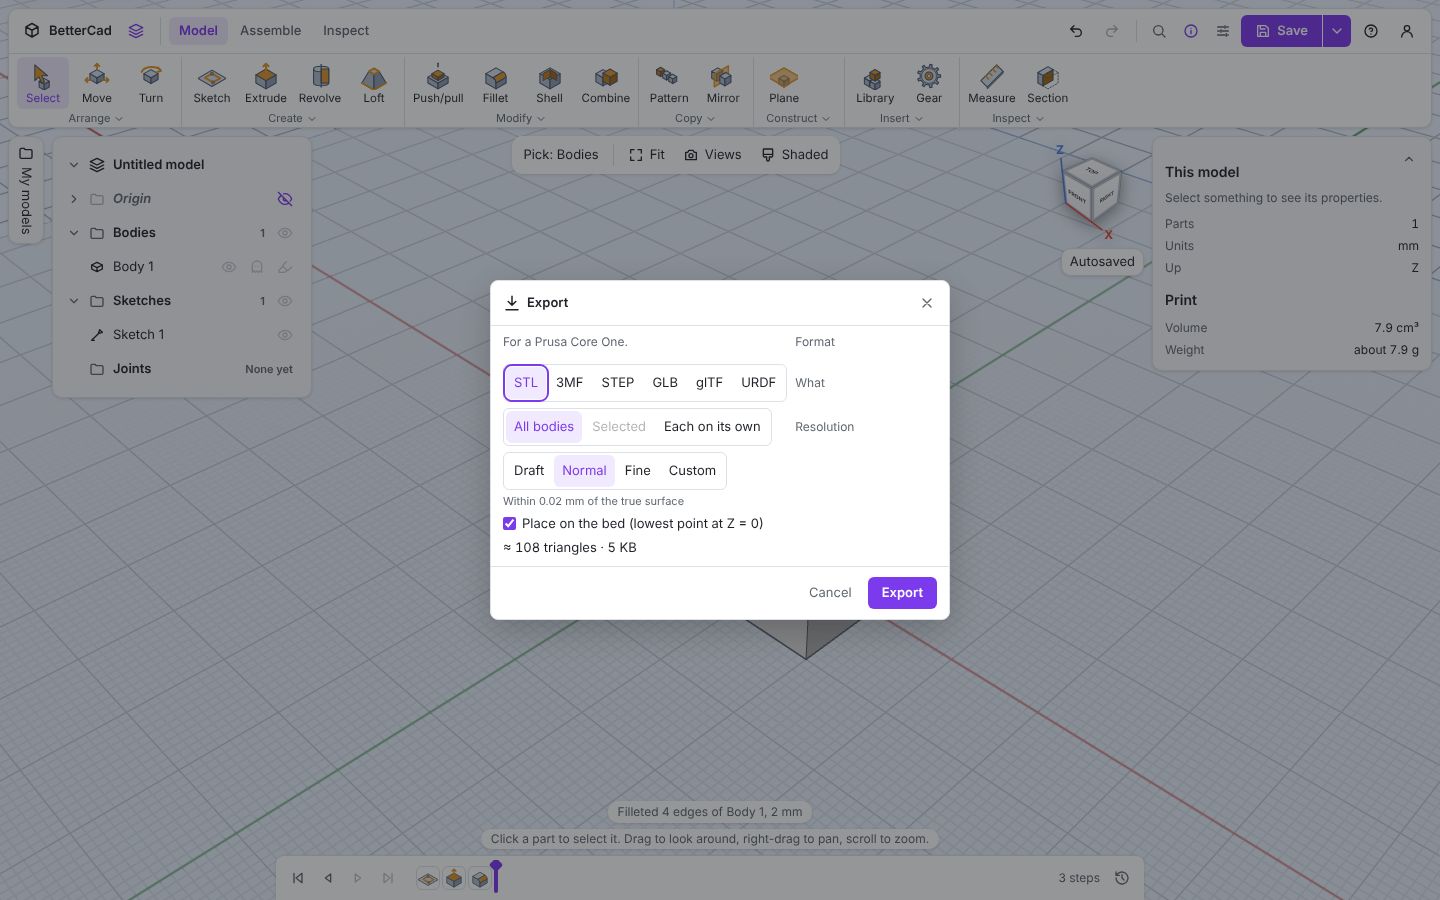 BetterCad
Model
Assemble
Inspect
Save
Select
Move
Turn
Sketch
Extrude
Revolve
Loft
Push/pull
Fillet
Shell
Combine
Pattern
Mirror
Plane
Library
Gear
Measure
Section
Arrange
Create
Modify
Copy
Construct
Insert
Inspect
My models
Untitled model
Origin
Bodies 1
Body 1
Sketches 1
Sketch 1
Joints None yet
Pick: Bodies
Fit
Views
Shaded
Z
TOP
FRONT
RIGHT
X
Autosaved
This model
Select something to see its properties.
Parts 1
Units mm
Up Z
Print
Volume 7.9 cm³
Weight about 7.9 g
Export
For a Prusa Core One.
Format
STL 3MF STEP GLB glTF URDF
What
All bodies Selected Each on its own
Resolution
Draft Normal Fine Custom
Within 0.02 mm of the true surface
Place on the bed (lowest point at Z = 0)
≈ 108 triangles · 5 KB
Cancel
Export
Filleted 4 edges of Body 1, 2 mm
Click a part to select it. Drag to look around, right-drag to pan, scroll to zoom.
3 steps